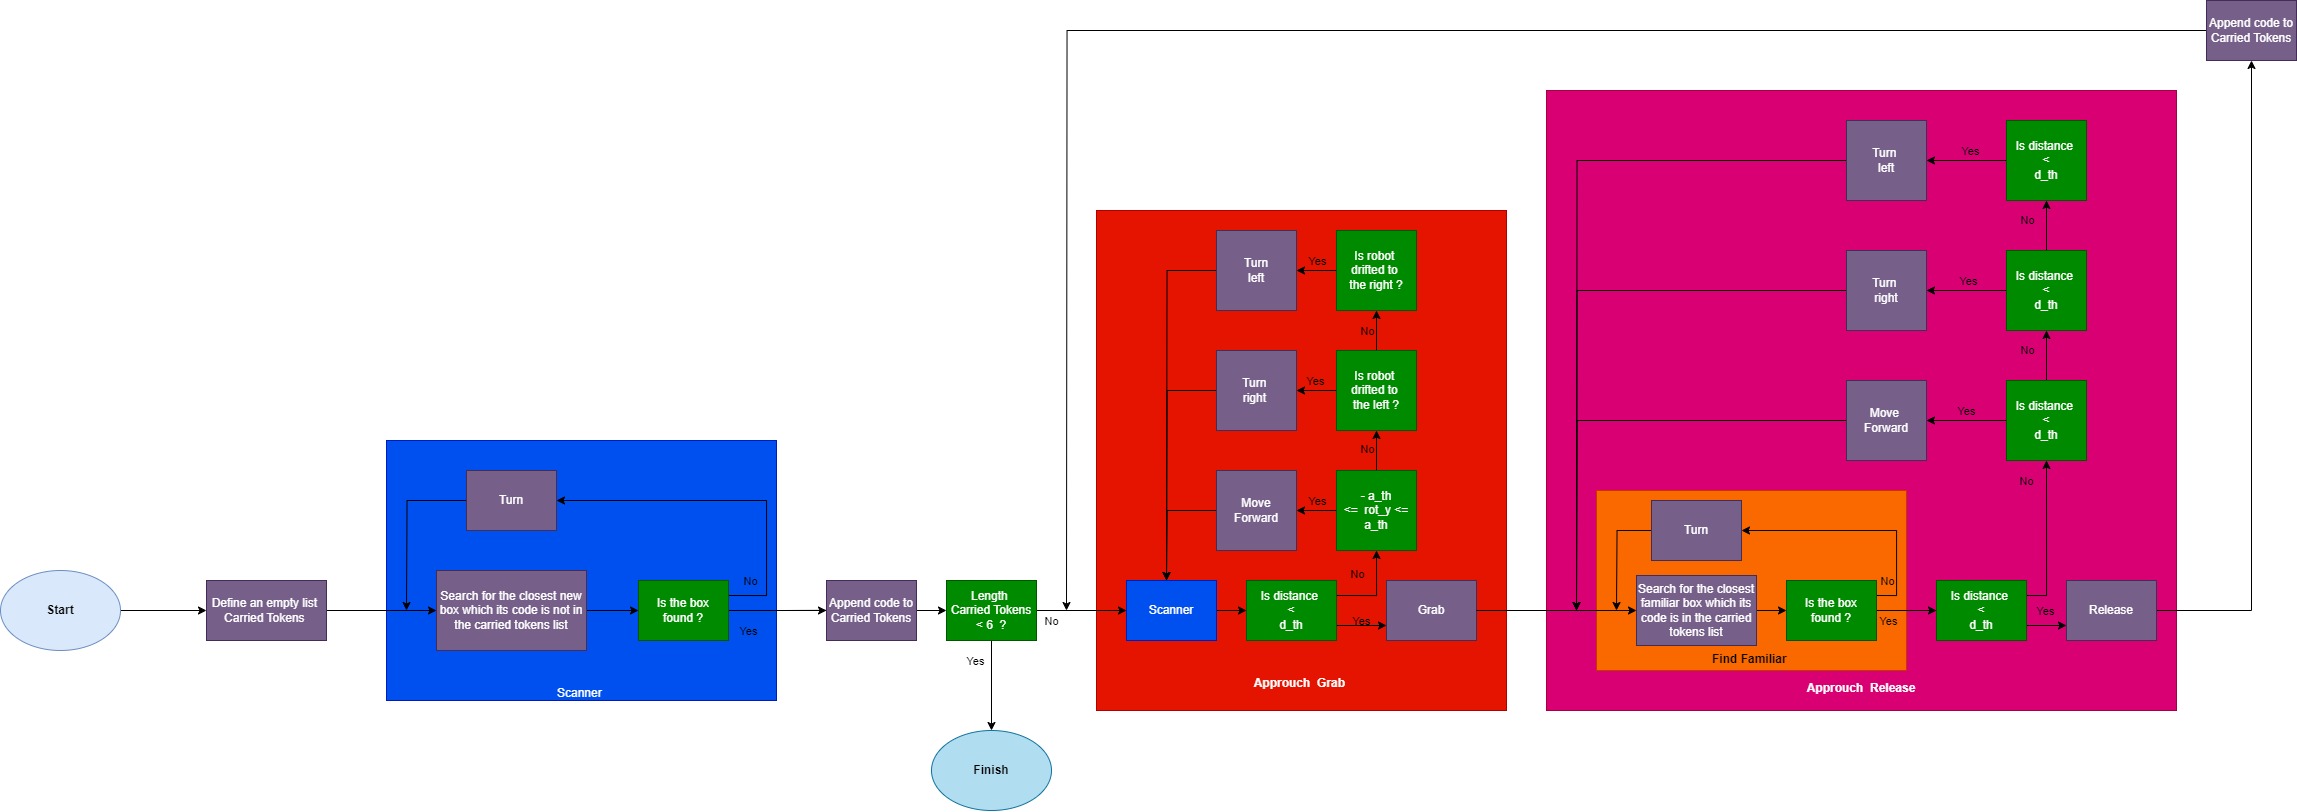 Append code to
Carried Tokens
Turn
left
Yes
Is distance
<
d_th
No
Turn
right
Yes
Is distance
<
d_th
No
Move
Forward
Yes
Is distance
<
d_th
No
Turn
left
Yes
Is robot
drifted to
the right ?
No
Turn
right
Yes
Is robot
drifted to
the left ?
No
Move
Forward
Yes
- a_th
<= rot_y <=
a_th
No
Start
Define an empty list
Carried Tokens
Turn
Search for the closest new
box which its code is not in
the carried tokens list
Is the box
found ?
No
Yes
Scanner
Append code to
Carried Tokens
Length
Carried Tokens
< 6 ?
No
Yes
Finish
Scanner
Is distance
<
d_th
Yes
Grab
Approuch Grab
Turn
Search for the closest
familiar box which its
code is in the carried
tokens list
Is the box
found ?
No
Yes
Find Familiar
Is distance
<
d_th
Yes
Release
Approuch Release